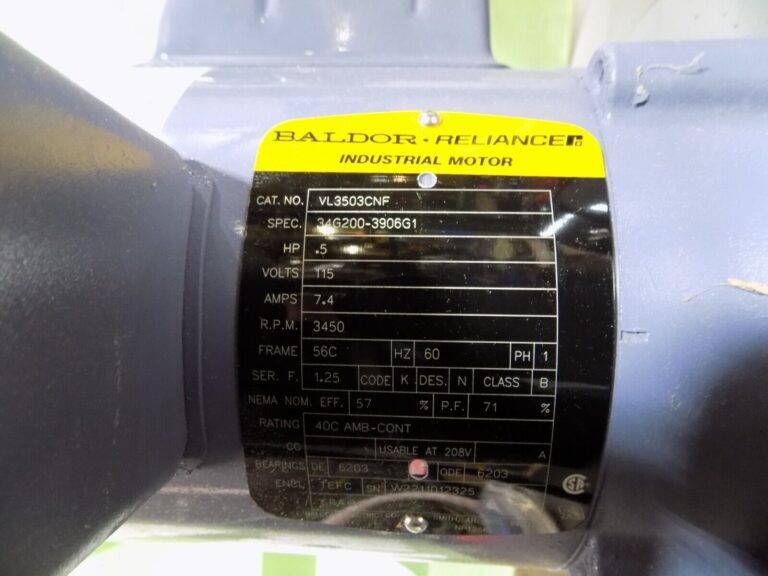 BALDOR · RELIANCE
INDUSTRIAL MOTOR
CAT. NO. VL3503CNF
SPEC. 34G200-3906G1
HP .5
VOLTS 115
AMPS 7.4
R.P.M. 3450
FRAME 56C HZ 60 PH 1
SER. F. 1.25 CODE K DES. N CLASS B
NEMA NOM. EFF. 57 % P.F. 71 %
RATING 40C AMB-CONT
CC USABLE AT 208V A
BEARINGS DE 6203 ODE 6203
ENCL TEFC SN W2211012325